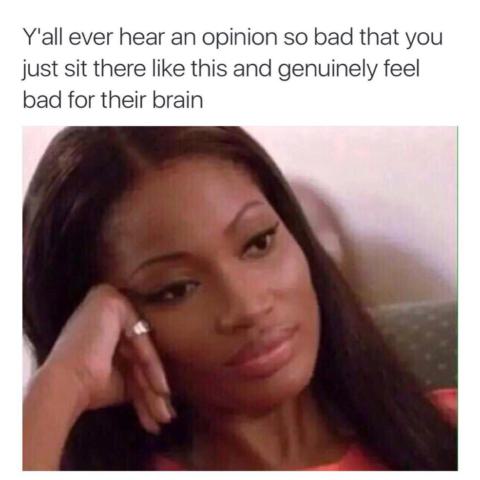 Y'all ever hear an opinion so bad that you
just sit there like this and genuinely feel
bad for their brain